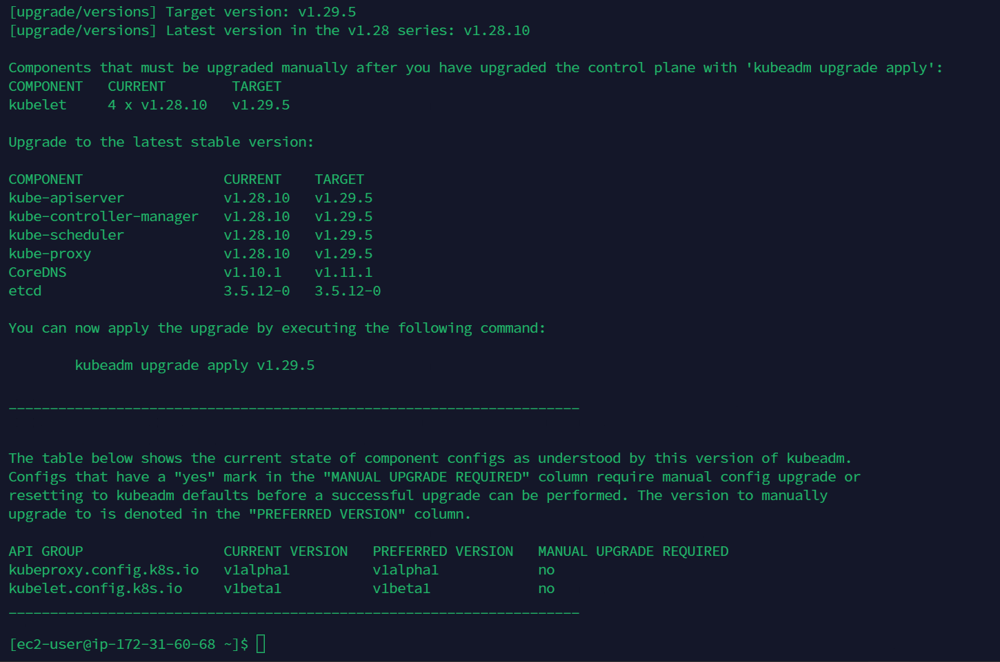 [upgrade/versions] Target version: v1.29.5
[upgrade/versions] Latest version in the v1.28 series: v1.28.10

Components that must be upgraded manually after you have upgraded the control plane with 'kubeadm upgrade apply':
COMPONENT   CURRENT        TARGET
kubelet     4 x v1.28.10   v1.29.5

Upgrade to the latest stable version:

COMPONENT                 CURRENT    TARGET
kube-apiserver            v1.28.10   v1.29.5
kube-controller-manager   v1.28.10   v1.29.5
kube-scheduler            v1.28.10   v1.29.5
kube-proxy                v1.28.10   v1.29.5
CoreDNS                   v1.10.1    v1.11.1
etcd                      3.5.12-0   3.5.12-0

You can now apply the upgrade by executing the following command:

        kubeadm upgrade apply v1.29.5

_____________________________________________________________________

The table below shows the current state of component configs as understood by this version of kubeadm.
Configs that have a "yes" mark in the "MANUAL UPGRADE REQUIRED" column require manual config upgrade or
resetting to kubeadm defaults before a successful upgrade can be performed. The version to manually
upgrade to is denoted in the "PREFERRED VERSION" column.

API GROUP                 CURRENT VERSION   PREFERRED VERSION   MANUAL UPGRADE REQUIRED
kubeproxy.config.k8s.io   v1alpha1          v1alpha1            no
kubelet.config.k8s.io     v1beta1           v1beta1             no
_____________________________________________________________________

[ec2-user@ip-172-31-60-68 ~]$